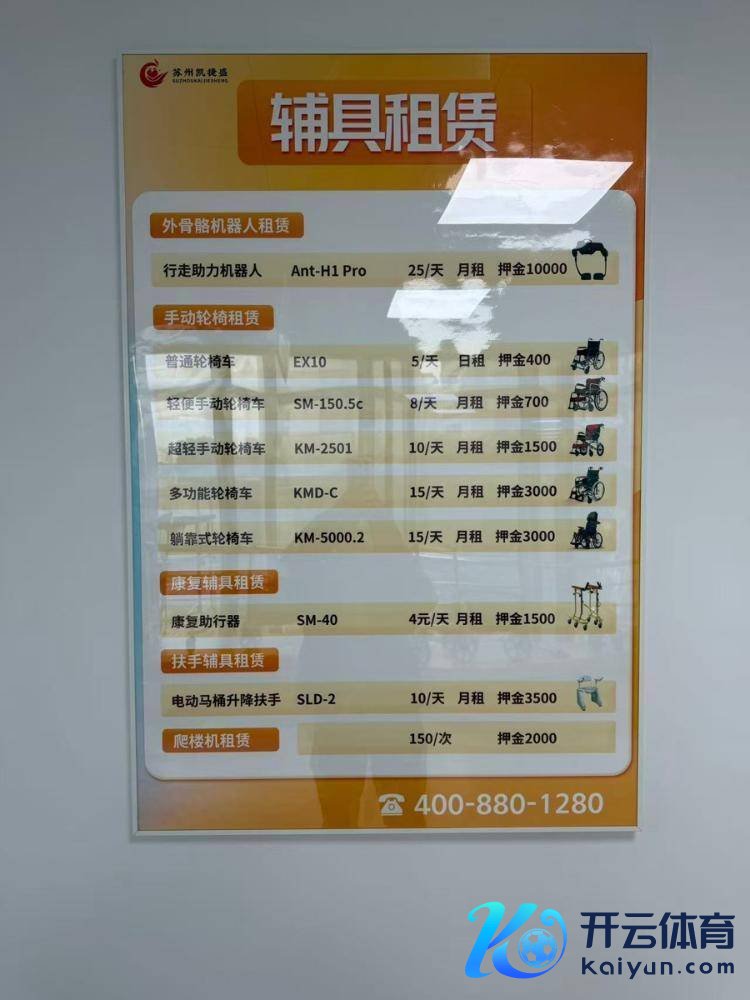 苏州凯捷盛
SUZHOUKAIJIESHENG
辅具租赁
外骨骼机器人租赁
行走助力机器人 Ant-H1 Pro 25/天 月租 押金10000
手动轮椅租赁
普通轮椅车 EX10 5/天 日租 押金400
轻便手动轮椅车 SM-150.5c 8/天 月租 押金700
超轻手动轮椅车 KM-2501 10/天 月租 押金1500
多功能轮椅车 KMD-C 15/天 月租 押金3000
躺靠式轮椅车 KM-5000.2 15/天 月租 押金3000
康复辅具租赁
康复助行器 SM-40 4元/天 月租 押金1500
扶手辅具租赁
电动马桶升降扶手 SLD-2 10/天 月租 押金3500
爬楼机租赁 150/次 押金2000
☎ 400-880-1280
开云体育
kaiyun.com